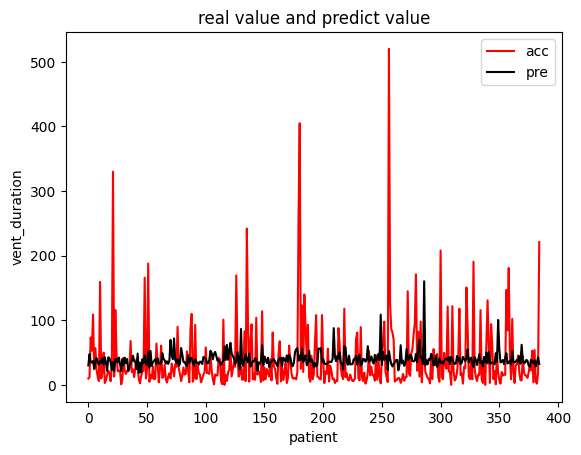 real value and predict value
acc
pre
500
400
300
200
100
0
vent_duration
0 50 100 150 200 250 300 350 400
patient